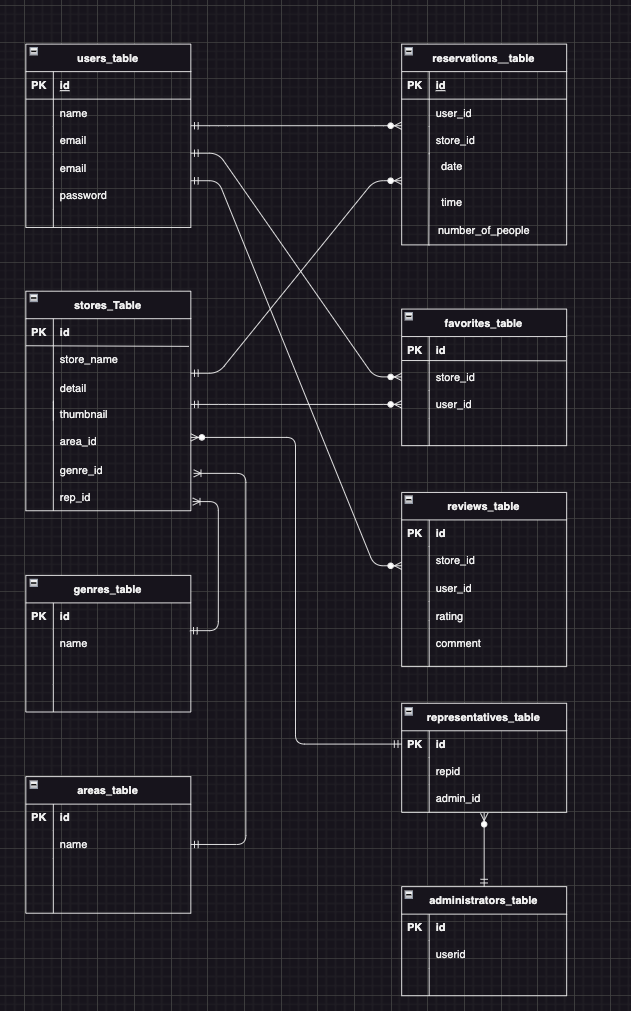 users_table
PK id
name
email
email
password
stores_Table
PK id
store_name
detail
thumbnail
area_id
genre_id
rep_id
genres_table
PK id
name
areas_table
PK id
name
reservations__table
PK id
user_id
store_id
date
time
number_of_people
favorites_table
PK id
store_id
user_id
reviews_table
PK id
store_id
user_id
rating
comment
representatives_table
PK id
repid
admin_id
administrators_table
PK id
userid